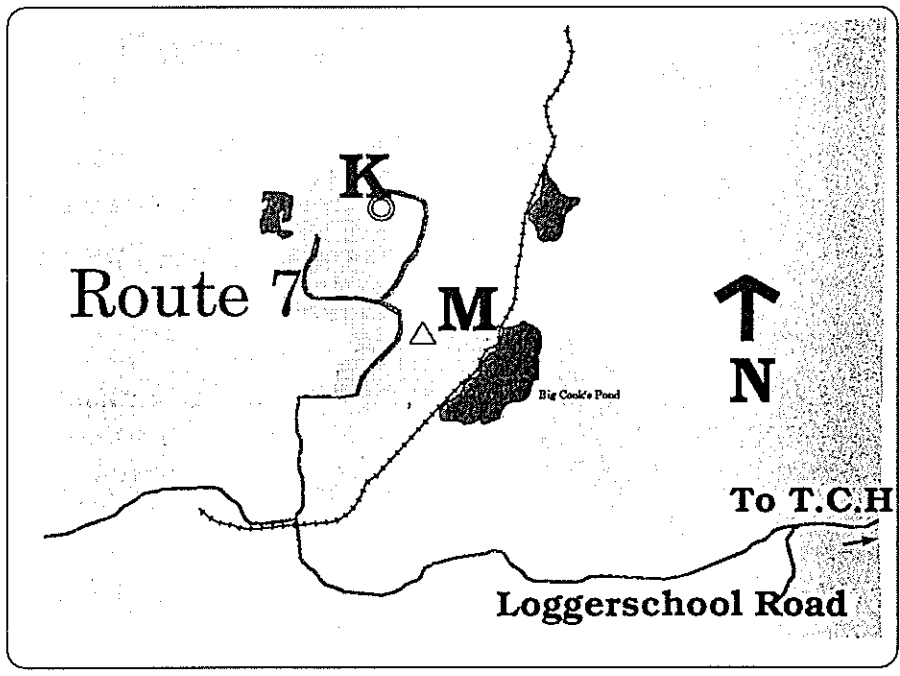 K
Route 7
M
Big Cook's Pond
N
To T.C.H
Loggerschool Road